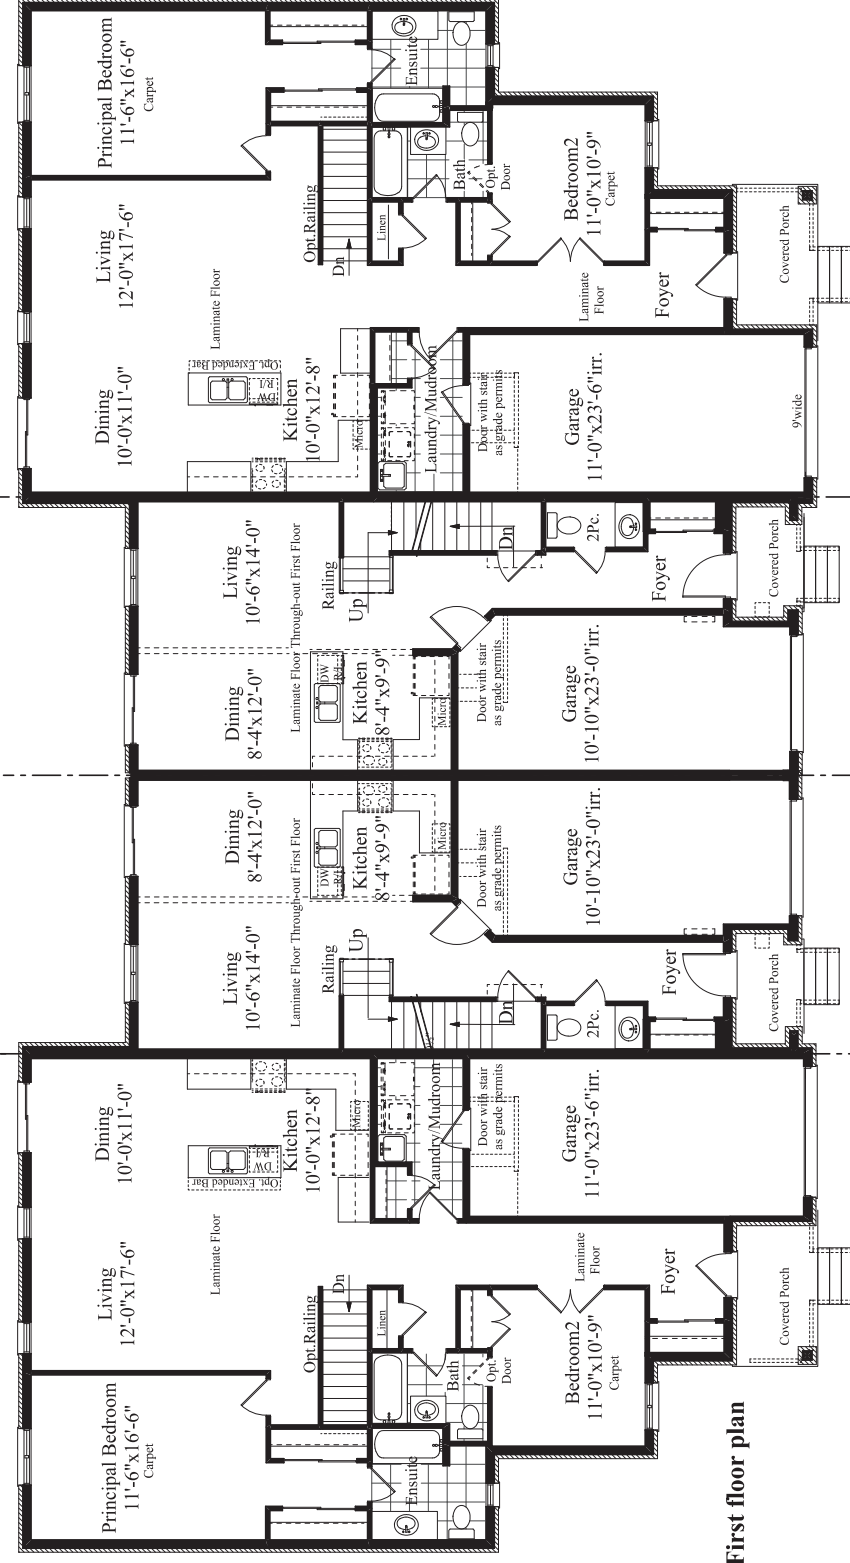 Principal Bedroom
11'-6"x16'-6"
Carpet
Ensuite
Living
12'-0"x17'-6"
Laminate Floor
Opt.Railing
Dn
Linen
Bath
Opt.
Door
Bedroom2
11'-0"x10'-9"
Carpet
Covered Porch
Laminate
Floor
Foyer
Dining
10'-0"x11'-0"
Opt. Extended Bar
DW
R/I
Kitchen
10'-0"x12'-8"
Micro
Laundry/Mudroom
Door with stair
as grade permits
Garage
11'-0"x23'-6"irr.
9'wide
Living
10'-6"x14'-0"
Laminate Floor Through-out First Floor
Railing
Up
Dn
2Pc.
Foyer
Covered Porch
Dining
8'-4'x12'-0"
DW
R/I
Kitchen
8'-4"x9'-9"
Micro
Door with stair
as grade permits
Garage
10'-10"x23'-0"irr.
Dining
8'-4'x12'-0"
DW
R/I
Kitchen
8'-4"x9'-9"
Micro
Door with stair
as grade permits
Garage
10'-10"x23'-0"irr.
Living
10'-6"x14'-0"
Laminate Floor Through-out First Floor
Railing
Up
Dn
2Pc.
Foyer
Covered Porch
Dining
10'-0'x11'-0"
Opt. Extended Bar
DW
R/I
Kitchen
10'-0"x12'-8"
Micro
Laundry/Mudroom
Door with stair
as grade permits
Garage
11'-0"x23'-6"irr.
Living
12'-0"x17'-6"
Laminate Floor
Opt.Railing
Dn
Linen
Bath
Opt.
Door
Laminate
Floor
Foyer
Covered Porch
Bedroom2
11'-0"x10'-9"
Carpet
Principal Bedroom
11'-6"x16'-6"
Carpet
Ensuite
First floor plan